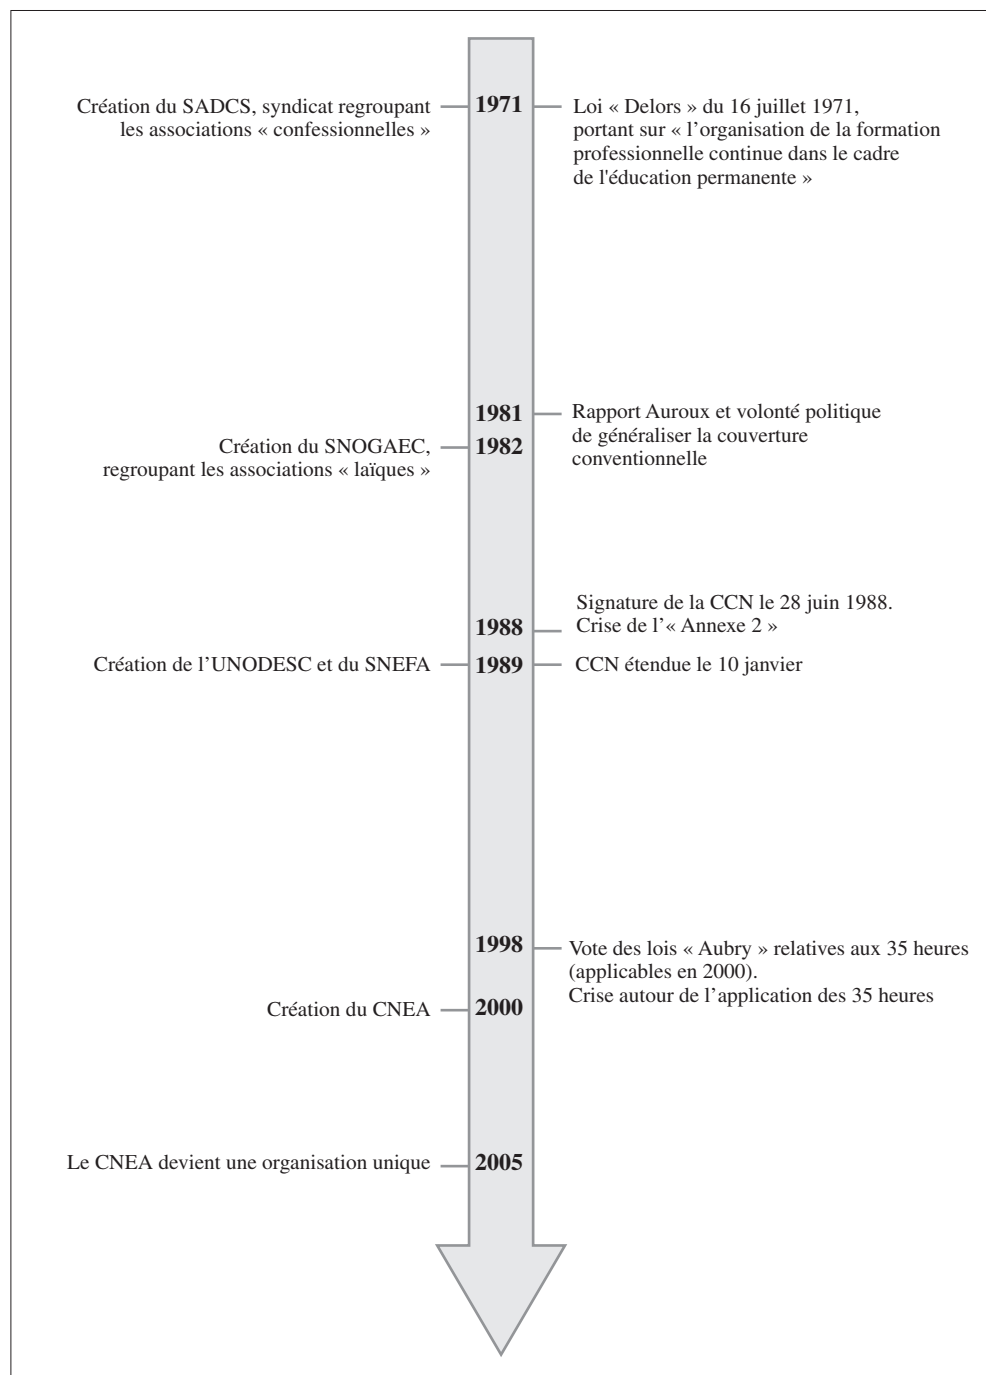 Création du SADCS, syndicat regroupant
les associations « confessionnelles »
1971
Loi « Delors » du 16 juillet 1971,
portant sur « l’organisation de la formation
professionnelle continue dans le cadre
de l'éducation permanente »
1981
Rapport Auroux et volonté politique
de généraliser la couverture
conventionnelle
Création du SNOGAEC,
regroupant les associations « laïques »
1982
1988
Signature de la CCN le 28 juin 1988.
Crise de l’« Annexe 2 »
Création de l’UNODESC et du SNEFA
1989
CCN étendue le 10 janvier
1998
Vote des lois « Aubry » relatives aux 35 heures
(applicables en 2000).
Crise autour de l’application des 35 heures
Création du CNEA
2000
Le CNEA devient une organisation unique
2005